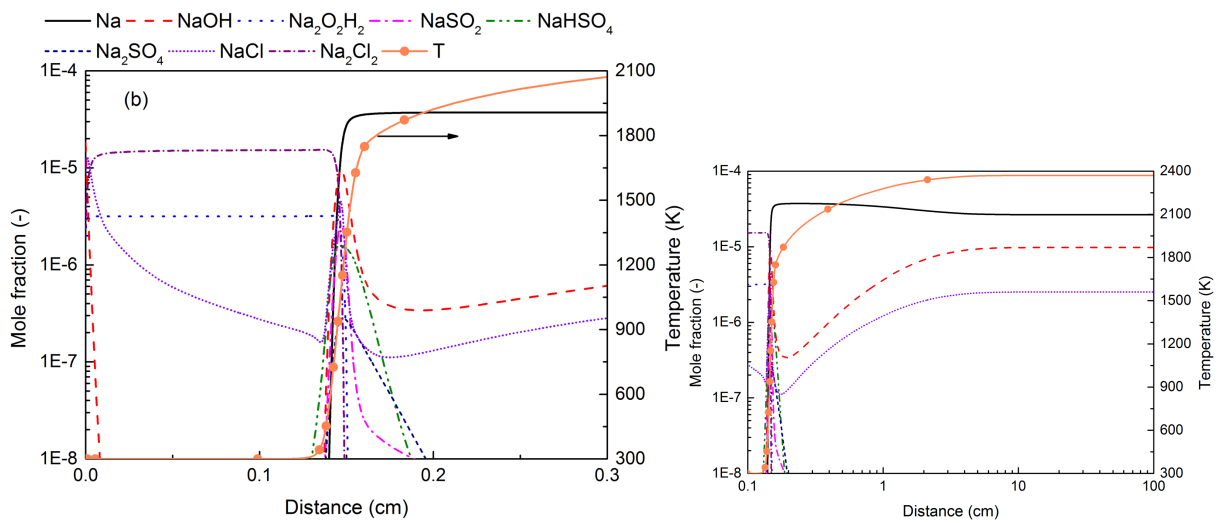 Na NaOH Na₂O₂H₂ NaSO₂ NaHSO₄
Na₂SO₄ NaCl Na₂Cl₂ T
(b)
1E-4
1E-5
1E-6
1E-7
1E-8
Mole fraction (-)
0.0 0.1 0.2 0.3
Distance (cm)
2100
1800
1500
1200
900
600
300
Temperature (K)
1E-4
1E-5
1E-6
1E-7
1E-8
Mole fraction (-)
0.1 1 10 100
Distance (cm)
2400
2100
1800
1500
1200
900
600
300
Temperature (K)